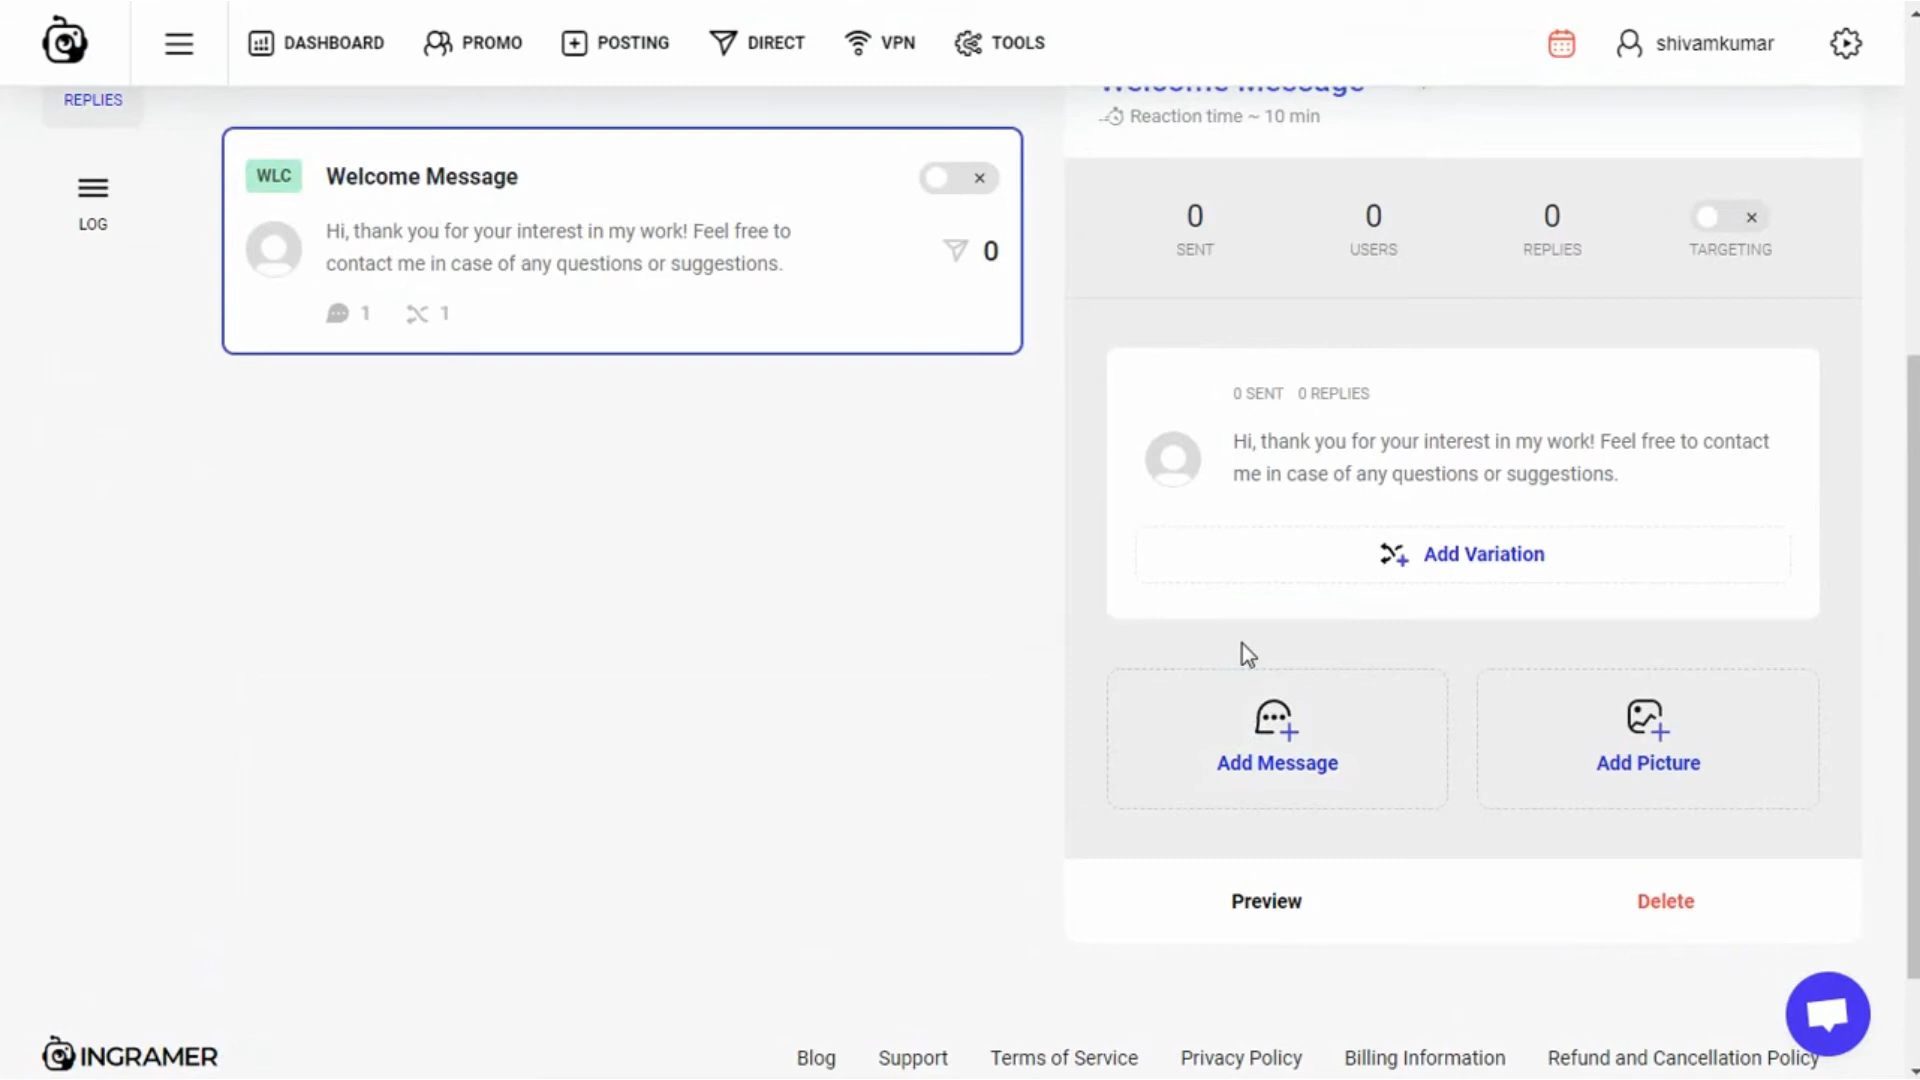 DASHBOARD PROMO POSTING DIRECT VPN TOOLS shivamkumar
REPLIES
LOG
WLC Welcome Message
Hi, thank you for your interest in my work! Feel free to
contact me in case of any questions or suggestions.
0
1 1
Welcome Message
Reaction time ~ 10 min
0 0 0
SENT USERS REPLIES TARGETING
0 SENT 0 REPLIES
Hi, thank you for your interest in my work! Feel free to contact
me in case of any questions or suggestions.
Add Variation
Add Message Add Picture
Preview Delete
INGRAMER Blog Support Terms of Service Privacy Policy Billing Information Refund and Cancellation Policy